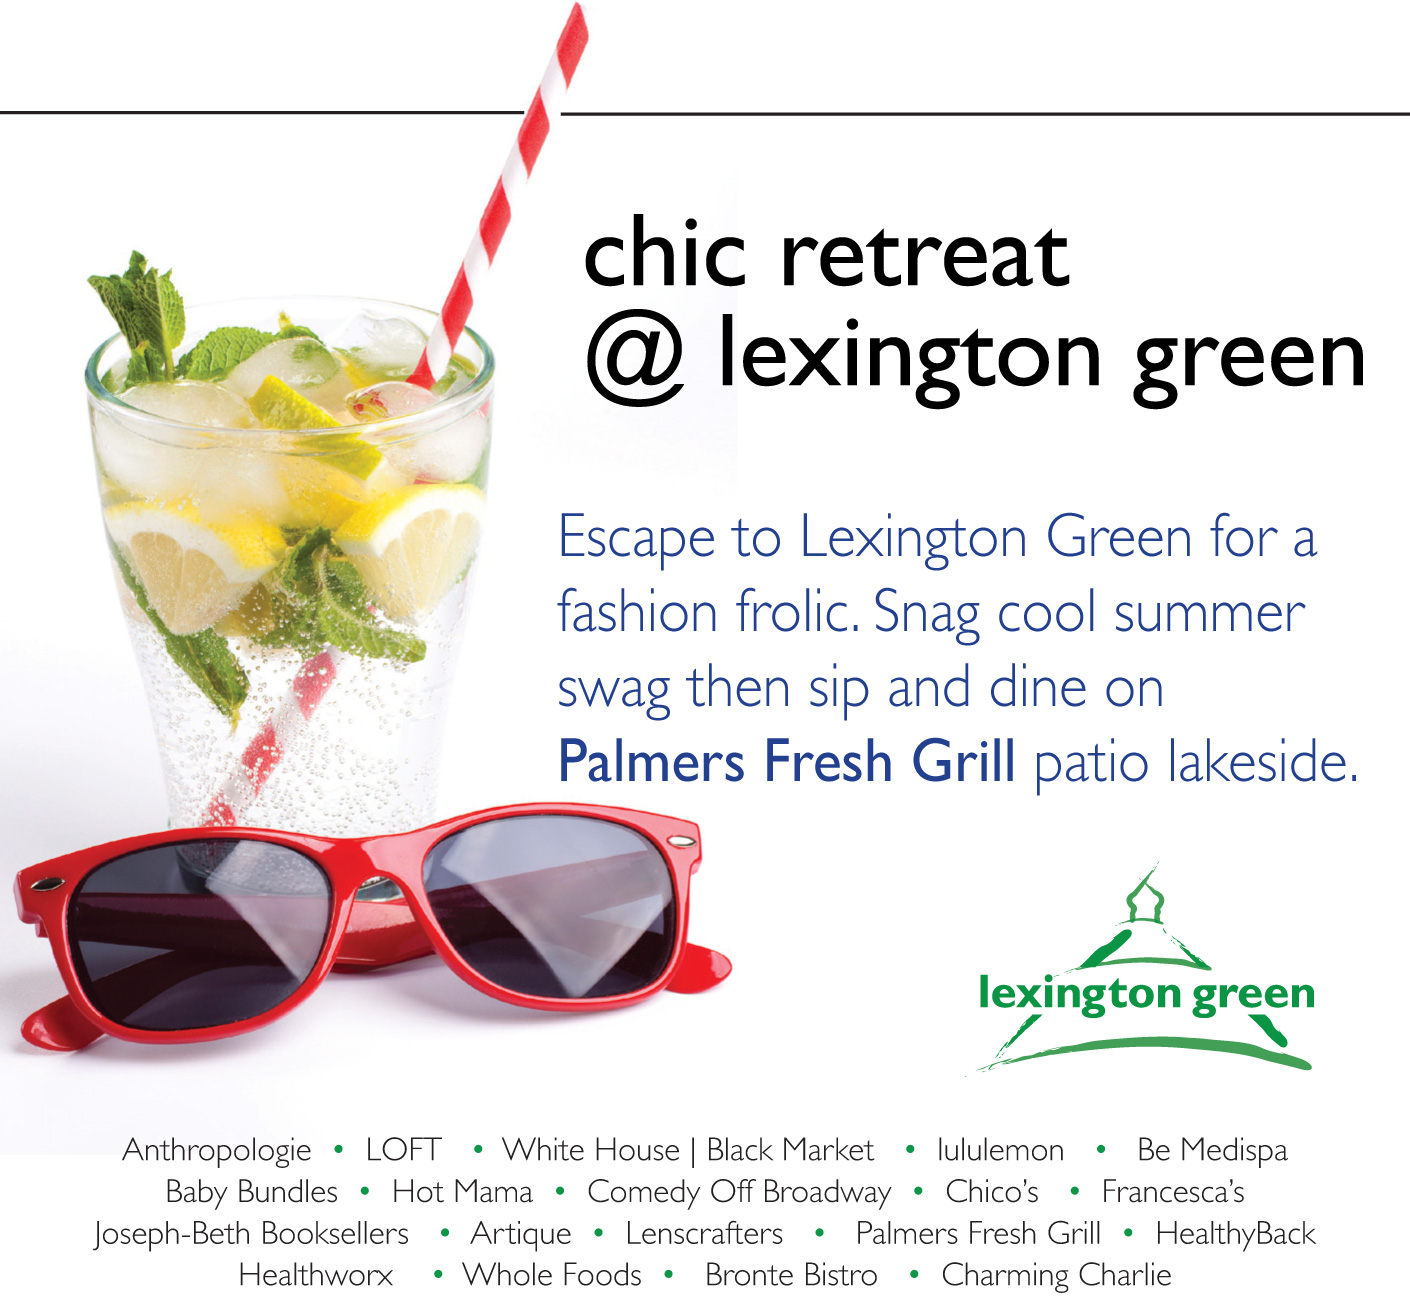 chic retreat
@ lexington green
Escape to Lexington Green for a
fashion frolic. Snag cool summer
swag then sip and dine on
Palmers Fresh Grill patio lakeside.
lexington green
Anthropologie • LOFT • White House | Black Market • lululemon • Be Medispa
Baby Bundles • Hot Mama • Comedy Off Broadway • Chico's • Francesca's
Joseph-Beth Booksellers • Artique • Lenscrafters • Palmers Fresh Grill • HealthyBack
Healthworx • Whole Foods • Bronte Bistro • Charming Charlie